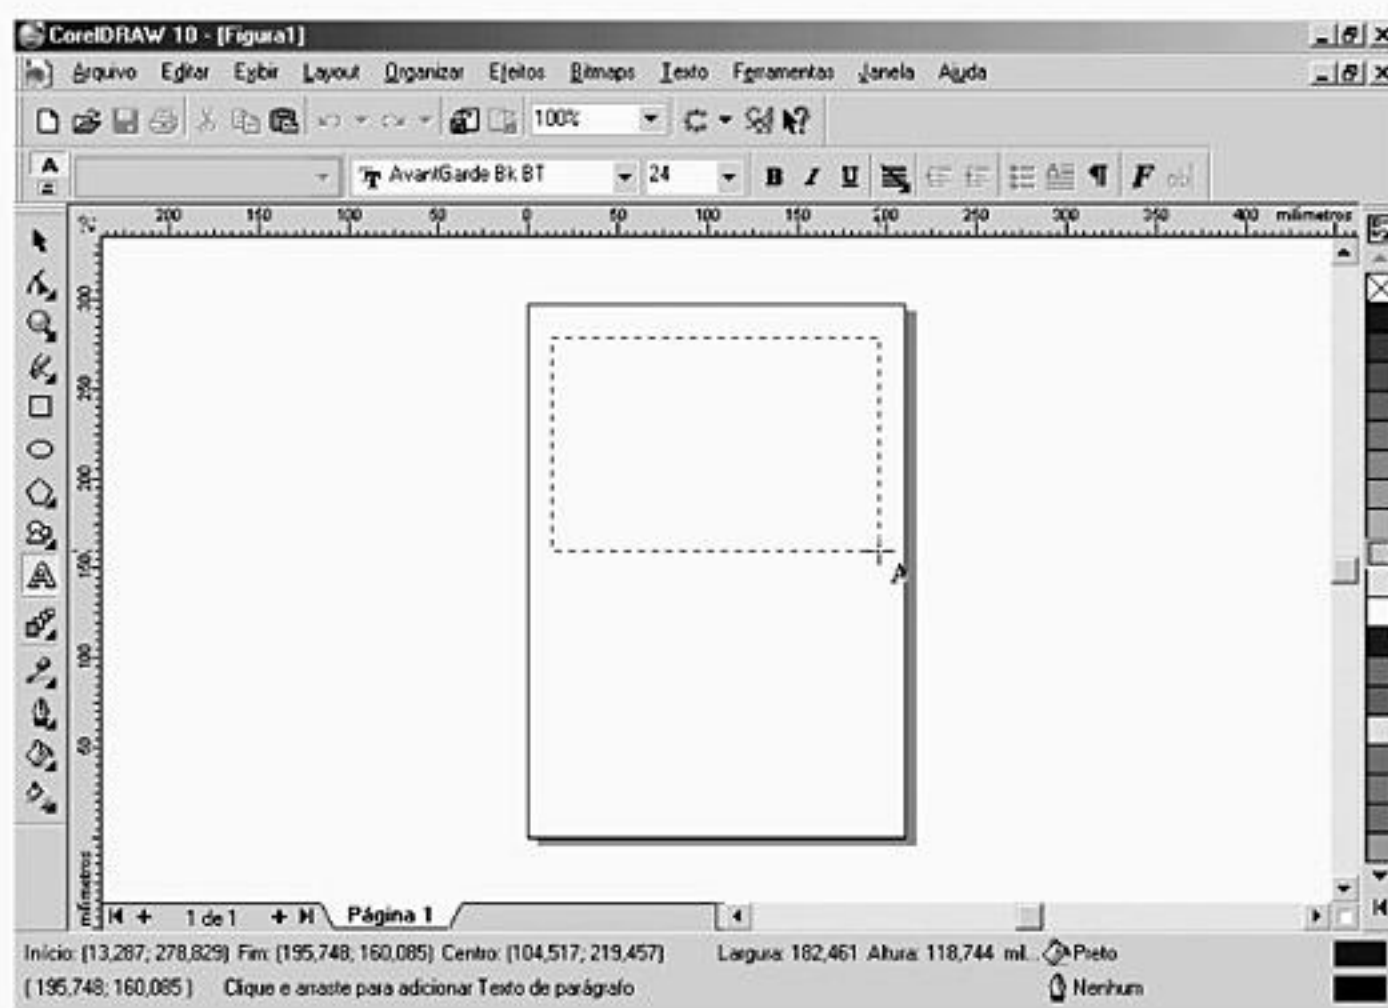 CorelDRAW 10 - [Figura1]
Arquivo Editar Exibir Layout Organizar Efeitos Bitmaps Texto Ferramentas Janela Ajuda
100%
AvantGarde Bk BT 24 B I U F abI
200 150 100 50 0 50 100 150 200 250 300 350 400 milímetros
300
250
200
150
100
50
milímetros
A
1 de 1 Página 1
Início: (13,287; 278,829) Fim: (195,748; 160,085) Centro: (104,517; 219,457) Largura: 182,461 Altura: 118,744 mil... Preto
(195,748; 160,085) Clique e arraste para adicionar Texto de parágrafo Nenhum